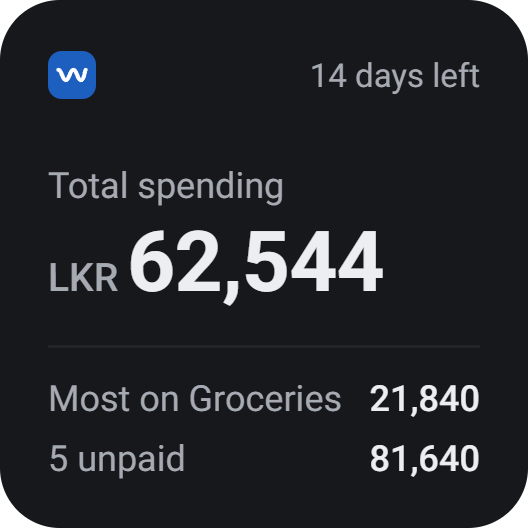 14 days left
Total spending
LKR 62,544
Most on Groceries 21,840
5 unpaid 81,640